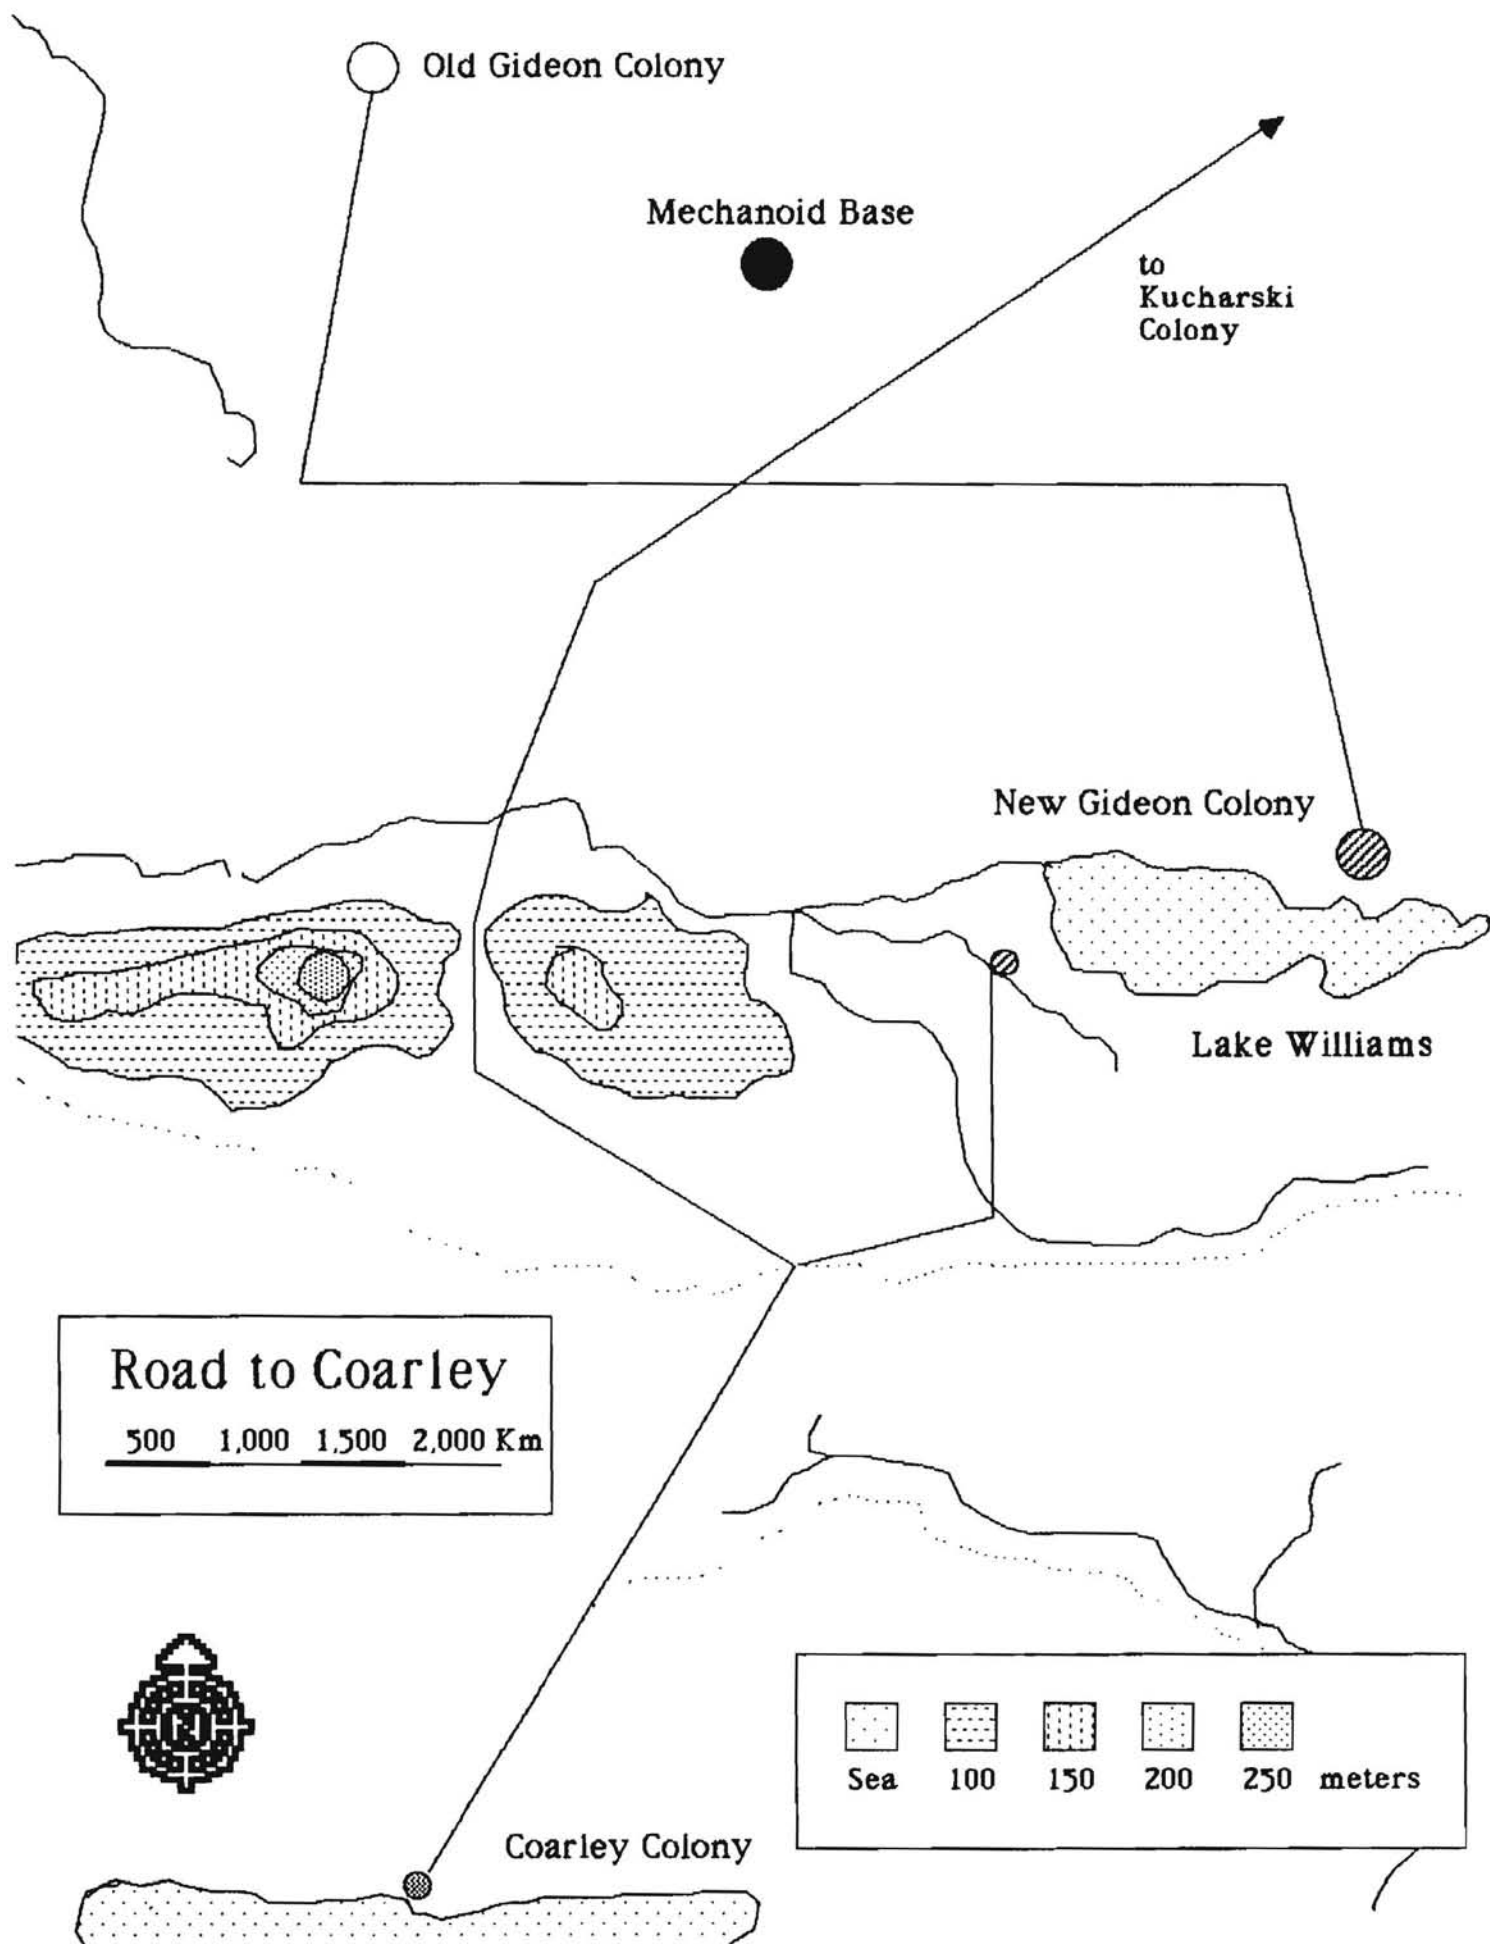 Old Gideon Colony
Mechanoid Base
to
Kucharski
Colony
New Gideon Colony
Lake Williams
Road to Coarley
500 1,000 1,500 2,000 Km
N
Sea 100 150 200 250 meters
Coarley Colony